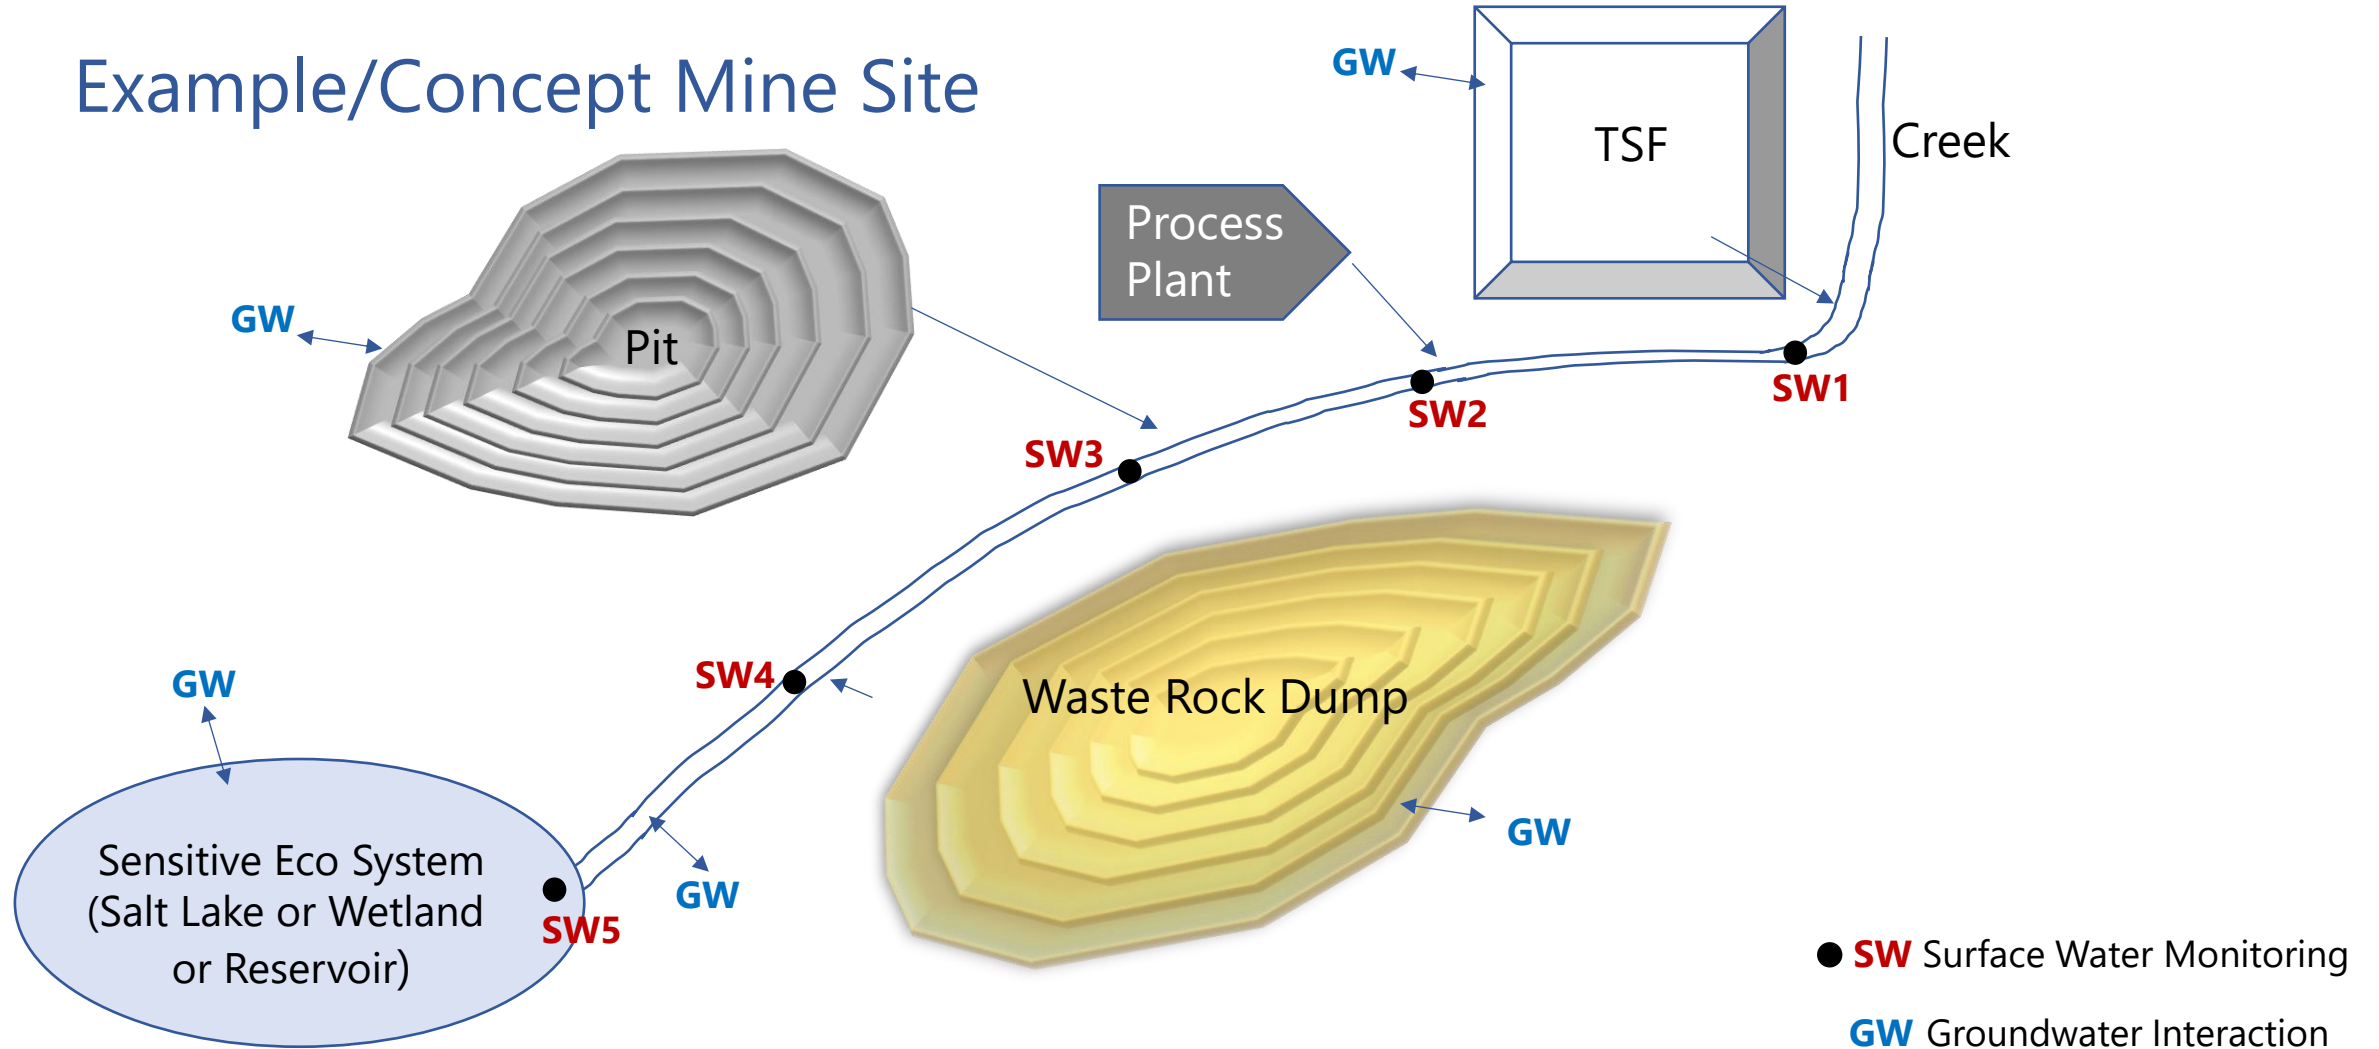 Example/Concept Mine Site
GW
TSF
Creek
Process
Plant
GW
Pit
SW1
SW2
SW3
SW4
GW
Waste Rock Dump
GW
Sensitive Eco System
(Salt Lake or Wetland
or Reservoir)
GW
SW5
SW Surface Water Monitoring
GW Groundwater Interaction